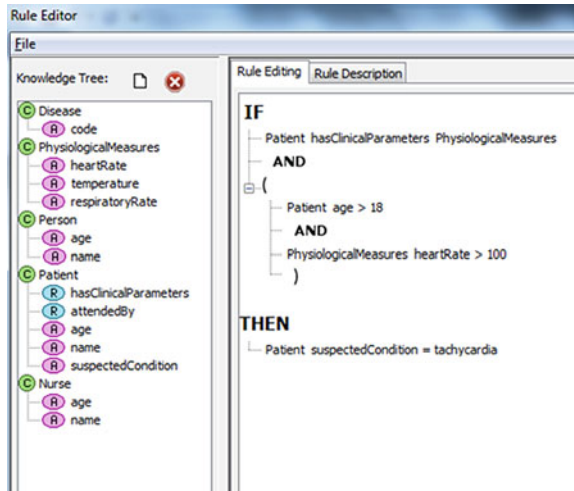 Rule Editor
File
Knowledge Tree:
C Disease
A code
C PhysiologicalMeasures
A heartRate
A temperature
A respiratoryRate
C Person
A age
A name
C Patient
R hasClinicalParameters
R attendedBy
A age
A name
A suspectedCondition
C Nurse
A age
A name
Rule Editing Rule Description
IF
Patient hasClinicalParameters PhysiologicalMeasures
AND
(
Patient age > 18
AND
PhysiologicalMeasures heartRate > 100
)
THEN
Patient suspectedCondition = tachycardia